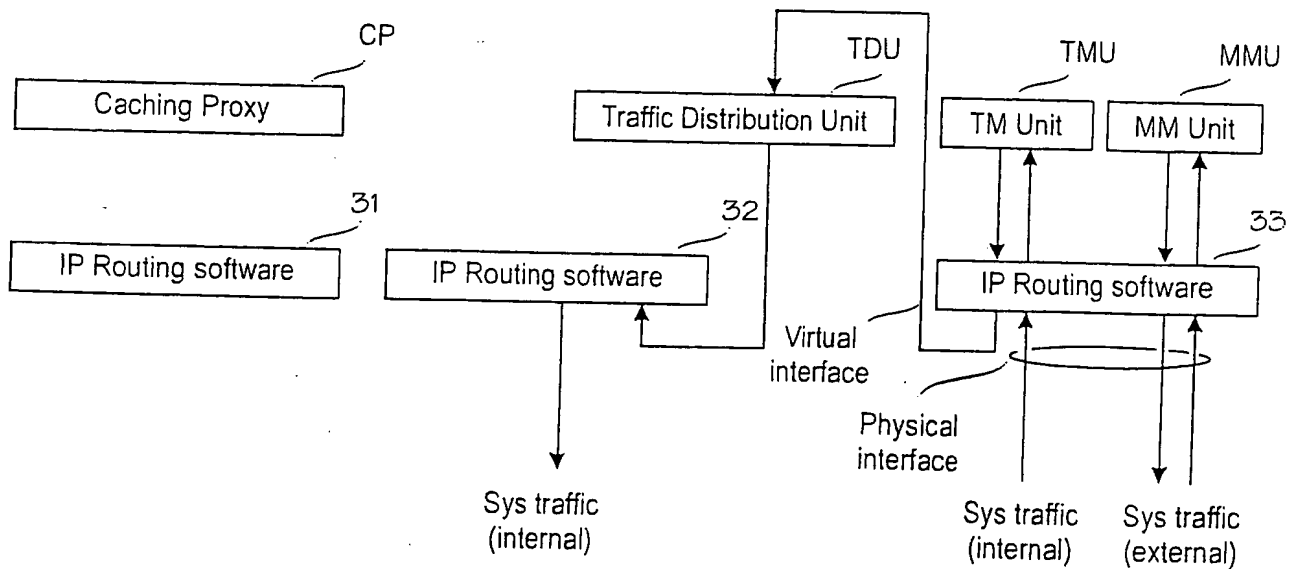 CP
TDU
TMU
MMU
Caching Proxy
Traffic Distribution Unit
TM Unit
MM Unit
31
32
33
IP Routing software
IP Routing software
IP Routing software
Virtual
interface
Physical
interface
Sys traffic
(internal)
Sys traffic
(internal)
Sys traffic
(external)